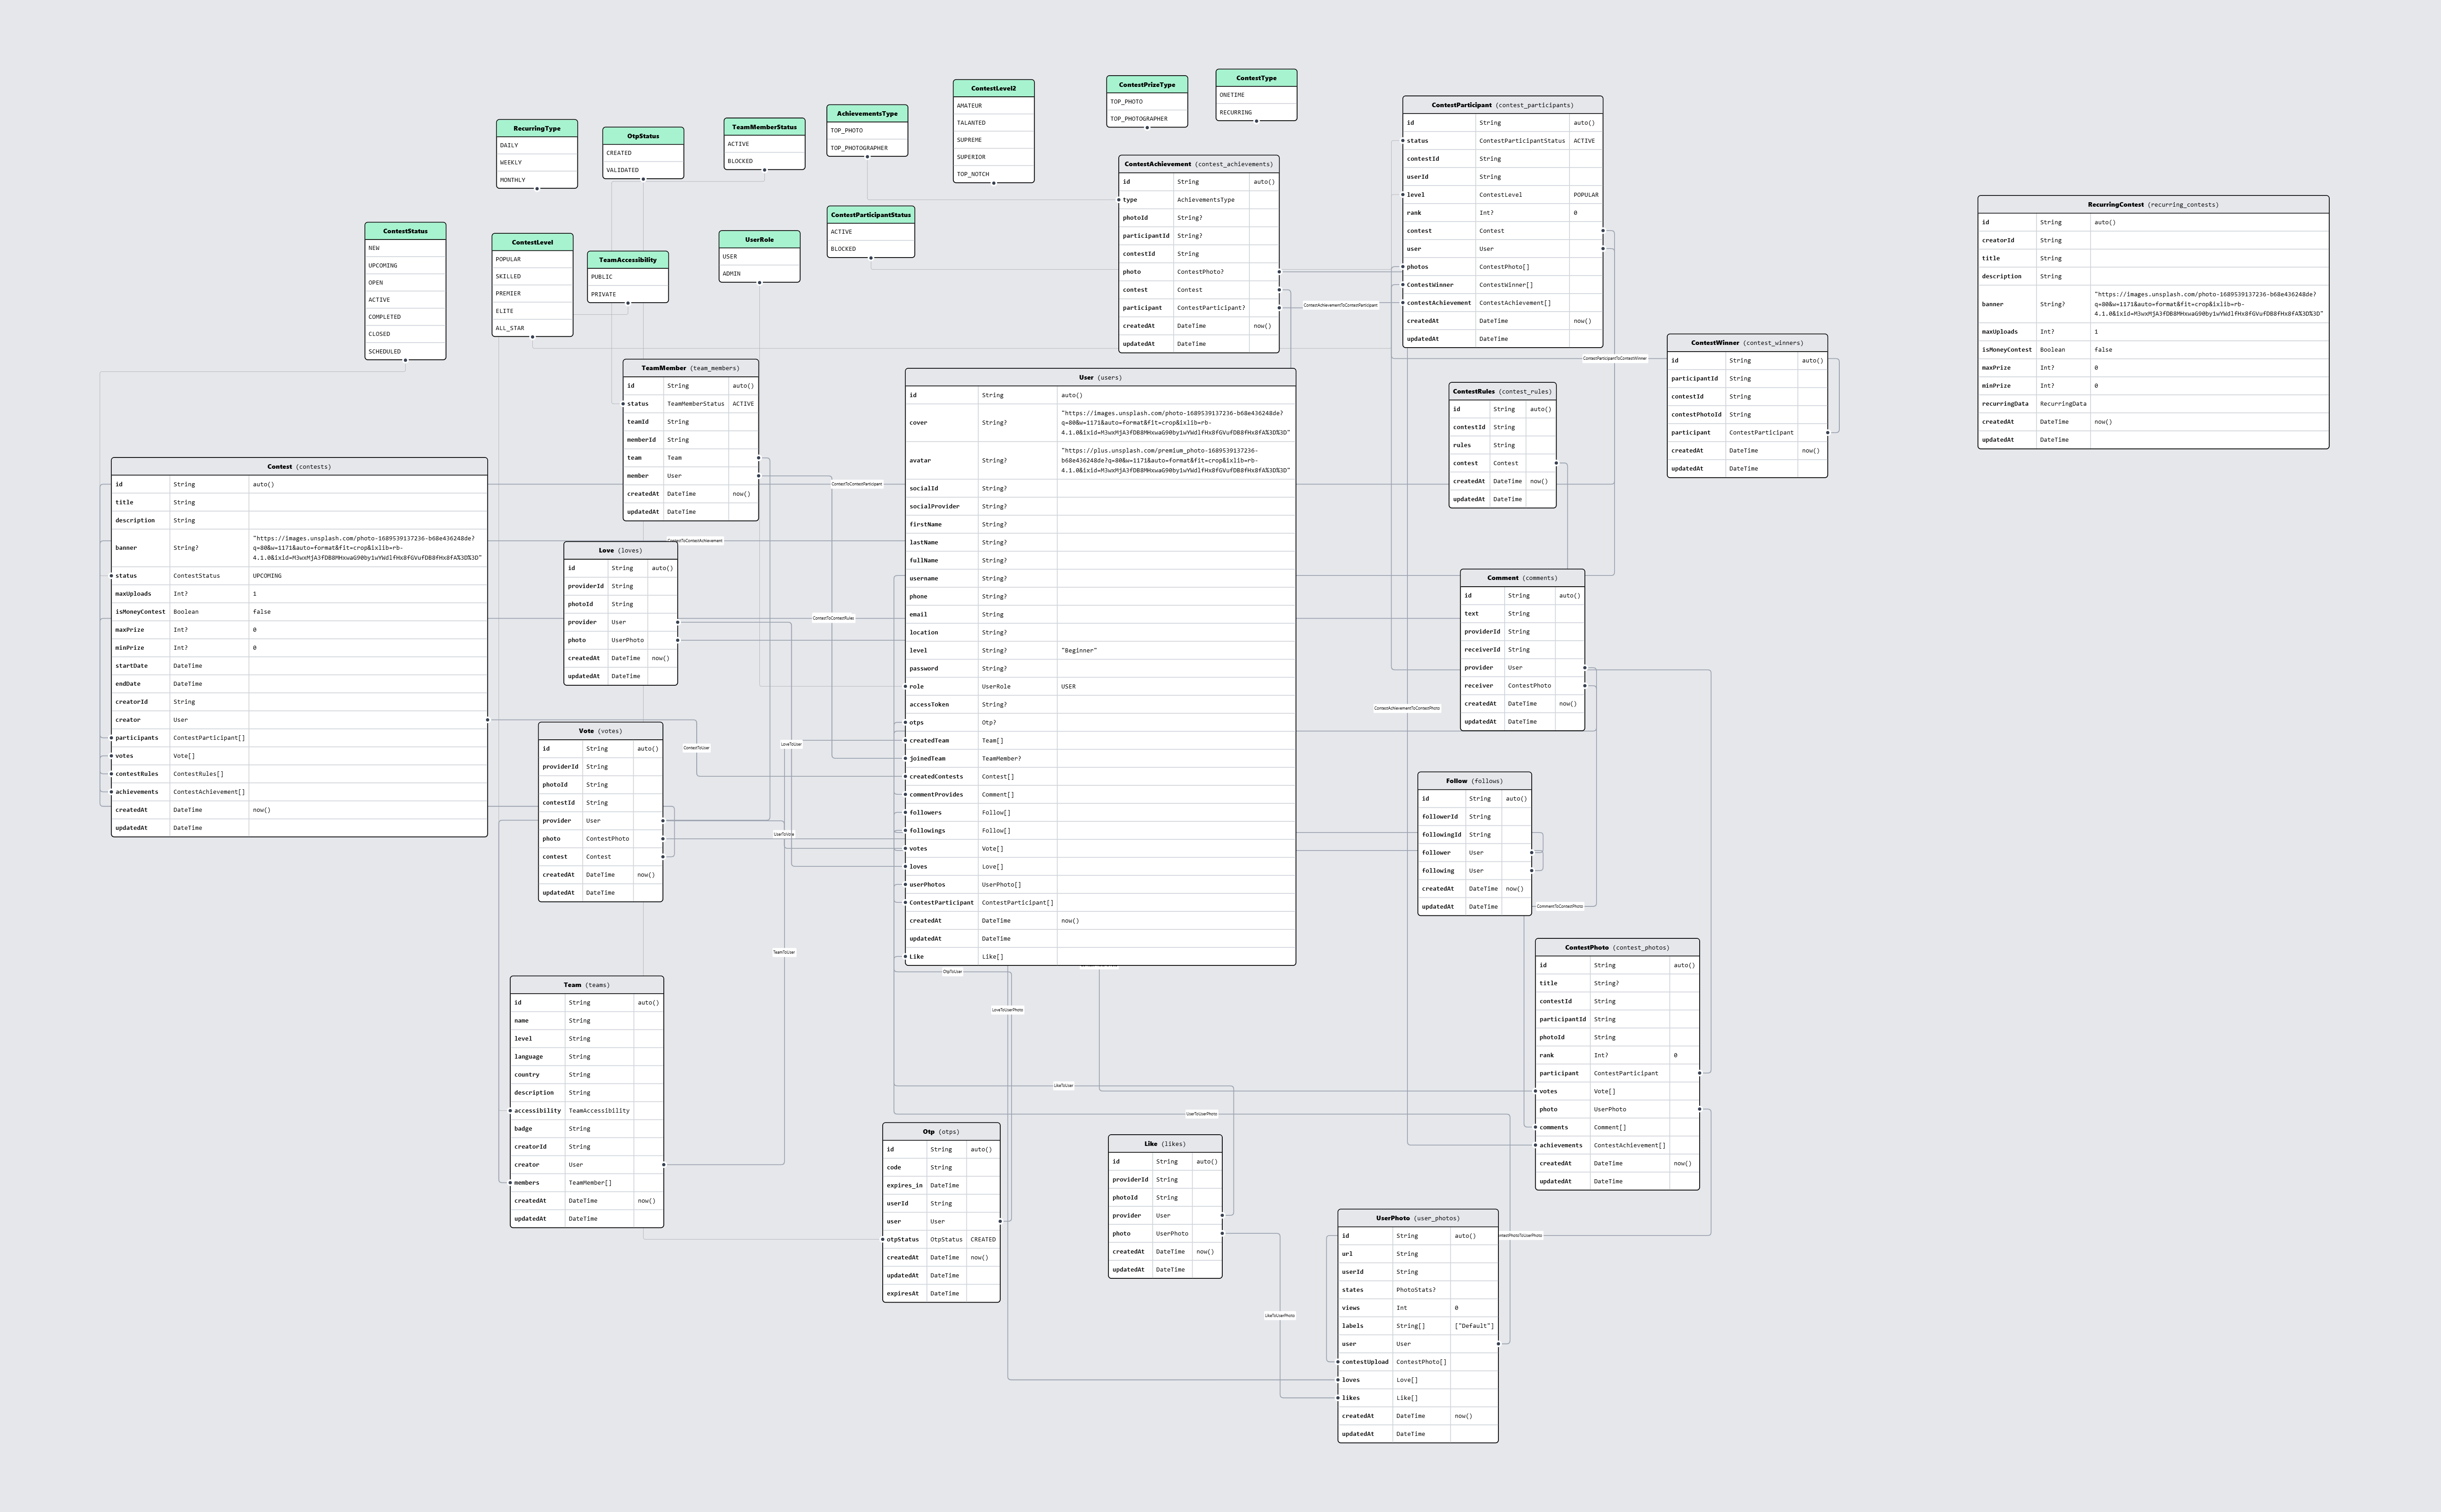 RecurringType
DAILY
WEEKLY
MONTHLY
OtpStatus
CREATED
VALIDATED
TeamMemberStatus
ACTIVE
BLOCKED
AchievementsType
TOP_PHOTO
TOP_PHOTOGRAPHER
ContestLevel2
AMATEUR
TALANTED
SUPREME
SUPERIOR
TOP_NOTCH
ContestPrizeType
TOP_PHOTO
TOP_PHOTOGRAPHER
ContestType
ONETIME
RECURRING
ContestStatus
NEW
UPCOMING
OPEN
ACTIVE
COMPLETED
CLOSED
SCHEDULED
ContestLevel
POPULAR
SKILLED
PREMIER
ELITE
ALL_STAR
TeamAccessibility
PUBLIC
PRIVATE
UserRole
USER
ADMIN
ContestParticipantStatus
ACTIVE
BLOCKED
ContestAchievement (contest_achievements)
id String auto()
type AchievementsType
photoId String?
participantId String?
contestId String
photo ContestPhoto?
contest Contest
participant ContestParticipant?
createdAt DateTime now()
updatedAt DateTime
ContestAchievementToContestParticipant
ContestParticipant (contest_participants)
id String auto()
status ContestParticipantStatus ACTIVE
contestId String
userId String
level ContestLevel POPULAR
rank Int? 0
contest Contest
user User
photos ContestPhoto[]
ContestWinner ContestWinner[]
contestAchievement ContestAchievement[]
createdAt DateTime now()
updatedAt DateTime
ContestParticipantToContestWinner
ContestWinner (contest_winners)
id String auto()
participantId String
contestId String
contestPhotoId String
participant ContestParticipant
createdAt DateTime now()
updatedAt DateTime
RecurringContest (recurring_contests)
id String auto()
creatorId String
title String
description String
banner String? "https://images.unsplash.com/photo-1689539137236-b68e436248de?
q=80&w=1171&auto=format&fit=crop&ixlib=rb-
4.1.0&ixid=M3wxMjA3fDB8MHxwaG90by1wYWdlfHx8fGVufDB8fHx8fA%3D%3D"
maxUploads Int? 1
isMoneyContest Boolean false
maxPrize Int? 0
minPrize Int? 0
recurringData RecurringData
createdAt DateTime now()
updatedAt DateTime
TeamMember (team_members)
id String auto()
status TeamMemberStatus ACTIVE
teamId String
memberId String
team Team
member User
createdAt DateTime now()
updatedAt DateTime
ContestToContestParticipant
ContestToContestAchievement
ContestToContestRules
Contest (contests)
id String auto()
title String
description String
banner String? "https://images.unsplash.com/photo-1689539137236-b68e436248de?
q=80&w=1171&auto=format&fit=crop&ixlib=rb-
4.1.0&ixid=M3wxMjA3fDB8MHxwaG90by1wYWdlfHx8fGVufDB8fHx8fA%3D%3D"
status ContestStatus UPCOMING
maxUploads Int? 1
isMoneyContest Boolean false
maxPrize Int? 0
minPrize Int? 0
startDate DateTime
endDate DateTime
creatorId String
creator User
participants ContestParticipant[]
votes Vote[]
contestRules ContestRules[]
achievements ContestAchievement[]
createdAt DateTime now()
updatedAt DateTime
Love (loves)
id String auto()
providerId String
photoId String
provider User
photo UserPhoto
createdAt DateTime now()
updatedAt DateTime
ContestToUser
LoveToUser
UserToVote
TeamToUser
Vote (votes)
id String auto()
providerId String
photoId String
contestId String
provider User
photo ContestPhoto
contest Contest
createdAt DateTime now()
updatedAt DateTime
Team (teams)
id String auto()
name String
level String
language String
country String
description String
accessibility TeamAccessibility
badge String
creatorId String
creator User
members TeamMember[]
createdAt DateTime now()
updatedAt DateTime
User (users)
id String auto()
cover String? "https://images.unsplash.com/photo-1689539137236-b68e436248de?
q=80&w=1171&auto=format&fit=crop&ixlib=rb-
4.1.0&ixid=M3wxMjA3fDB8MHxwaG90by1wYWdlfHx8fGVufDB8fHx8fA%3D%3D"
avatar String? "https://plus.unsplash.com/premium_photo-1689539137236-
b68e436248de?q=80&w=1171&auto=format&fit=crop&ixlib=rb-
4.1.0&ixid=M3wxMjA3fDB8MHxwaG90by1wYWdlfHx8fGVufDB8fHx8fA%3D%3D"
socialId String?
socialProvider String?
firstName String?
lastName String?
fullName String?
username String?
phone String?
email String
location String?
level String? "Beginner"
password String?
role UserRole USER
accessToken String?
otps Otp?
createdTeam Team[]
joinedTeam TeamMember?
createdContests Contest[]
commentProvides Comment[]
followers Follow[]
followings Follow[]
votes Vote[]
loves Love[]
userPhotos UserPhoto[]
ContestParticipant ContestParticipant[]
createdAt DateTime now()
updatedAt DateTime
Like Like[]
OtpToUser
LoveToUserPhoto
LikeToUser
UserToUserPhoto
ContestRules (contest_rules)
id String auto()
contestId String
rules String
contest Contest
createdAt DateTime now()
updatedAt DateTime
Comment (comments)
id String auto()
text String
providerId String
receiverId String
provider User
receiver ContestPhoto
createdAt DateTime now()
updatedAt DateTime
ContestAchievementToContestPhoto
Follow (follows)
id String auto()
followerId String
followingId String
follower User
following User
createdAt DateTime now()
updatedAt DateTime
CommentToContestPhoto
ContestPhoto (contest_photos)
id String auto()
title String?
contestId String
participantId String
photoId String
rank Int? 0
participant ContestParticipant
votes Vote[]
photo UserPhoto
comments Comment[]
achievements ContestAchievement[]
createdAt DateTime now()
updatedAt DateTime
Otp (otps)
id String auto()
code String
expires_in DateTime
userId String
user User
otpStatus OtpStatus CREATED
createdAt DateTime now()
updatedAt DateTime
expiresAt DateTime
Like (likes)
id String auto()
providerId String
photoId String
provider User
photo UserPhoto
createdAt DateTime now()
updatedAt DateTime
LikeToUserPhoto
UserPhoto (user_photos)
id String auto()
url String
userId String
states PhotoStats?
views Int 0
labels String[] ["Default"]
user User
contestUpload ContestPhoto[]
loves Love[]
likes Like[]
createdAt DateTime now()
updatedAt DateTime